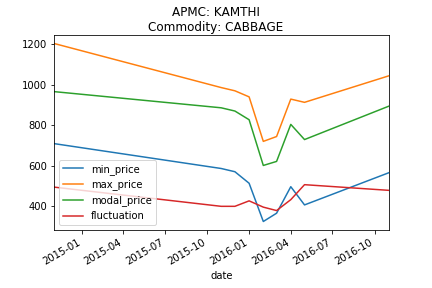 APMC: KAMTHI
Commodity: CABBAGE
1200
1000
800
600
400
min_price
max_price
modal_price
fluctuation
2015-01
2015-04
2015-07
2015-10
2016-01
2016-04
2016-07
2016-10
date